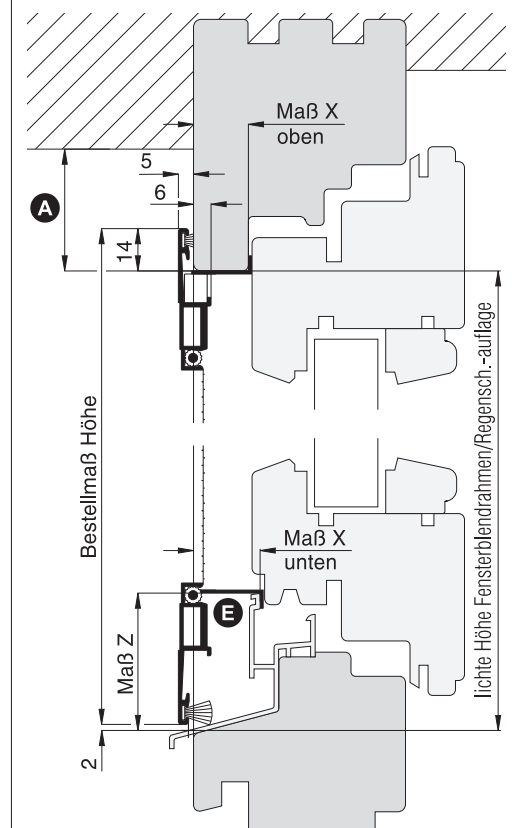 Maß X
oben
5
A
6
14
Bestellmaß Höhe
lichte Höhe Fensterblendrahmen/Regensch.-auflage
Maß X
unten
E
Maß Z
2